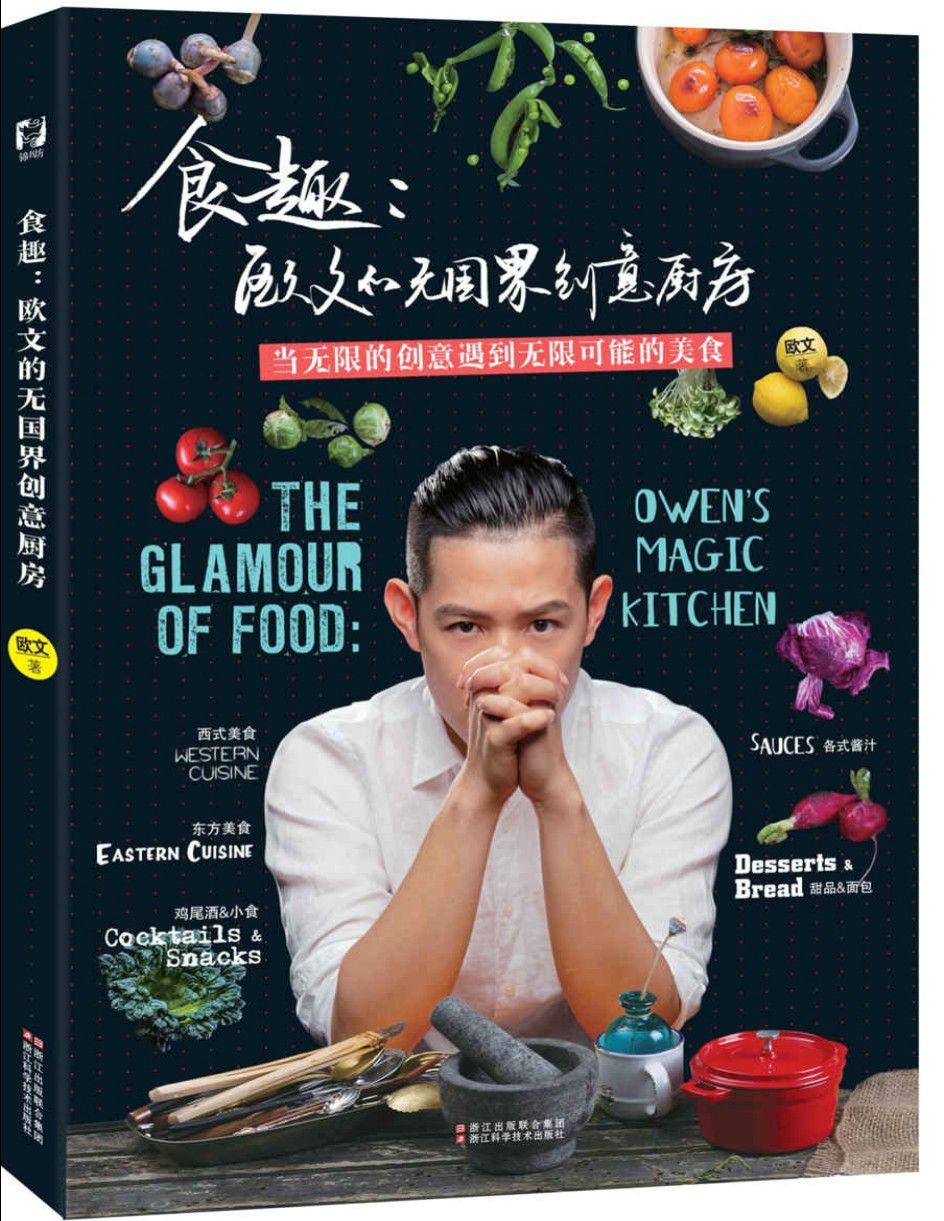 锦书坊
食趣：欧文的无国界创意厨房
欧文
著
浙江出版联合集团
浙江科学技术出版社
食趣：
欧文的无国界创意厨房
当无限的创意遇到无限可能的美食
欧文
著
THE
GLAMOUR
OF FOOD:
OWEN'S
MAGIC
KITCHEN
西式美食
WESTERN
CUISINE
东方美食
EASTERN CUISINE
鸡尾酒&小食
Cocktails &
Snacks
SAUCES 各式酱汁
Desserts &
Bread 甜品&面包
浙江出版联合集团
浙江科学技术出版社